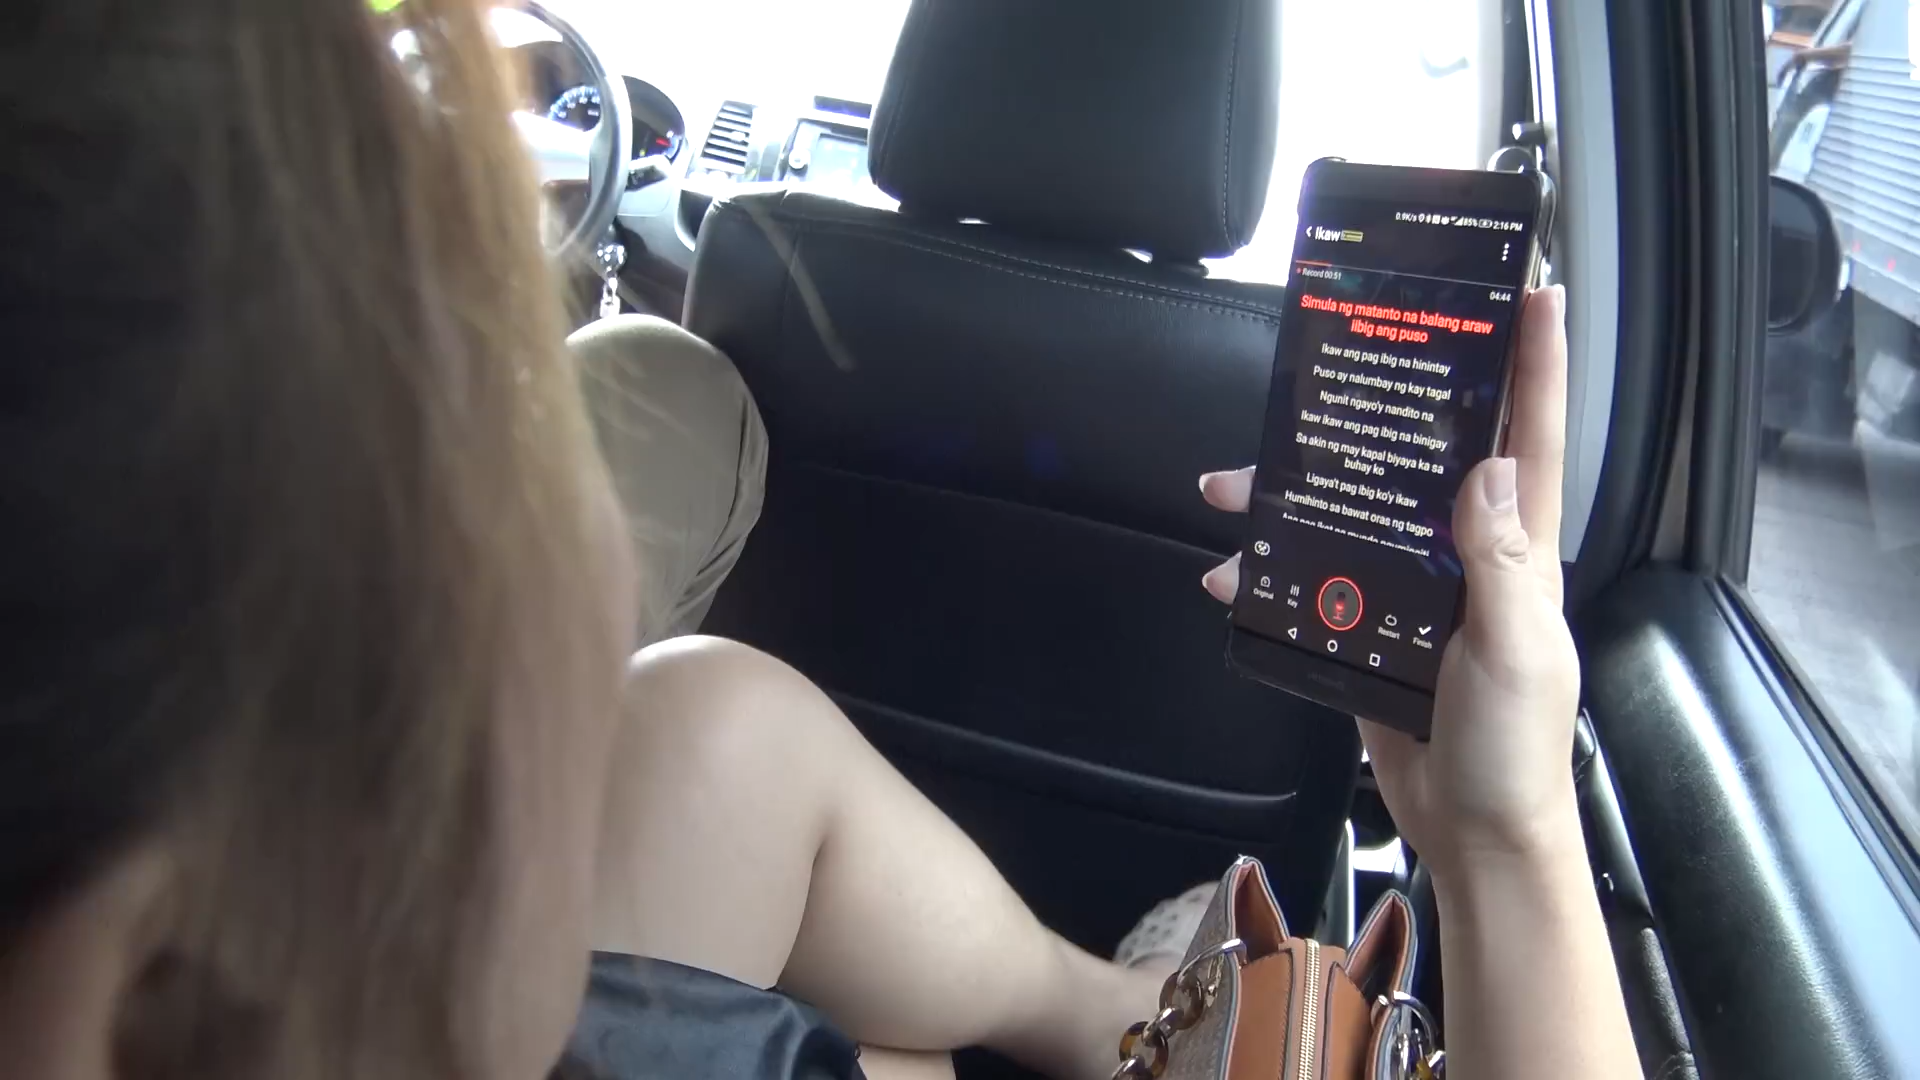 0.9K/s 85% 2:16 PM
Ikaw
Record 00:51
04:44
Simula ng matanto na balang araw
iibig ang puso
Ikaw ang pag ibig na hinintay
Puso ay nalumbay ng kay tagal
Ngunit ngayo'y nandito na
Ikaw ikaw ang pag ibig na binigay
Sa akin ng may kapal biyaya ka sa
buhay ko
Ligaya't pag ibig ko'y ikaw
Humihinto sa bawat oras ng tagpo
Original
Key
Restart
Finish